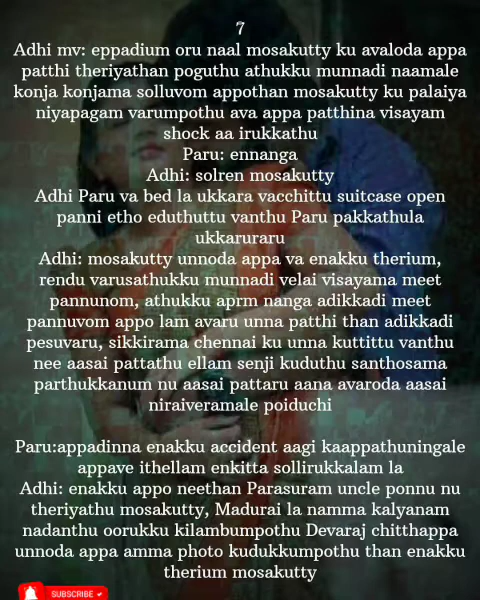 7
Adhi mv: eppadium oru naal mosakutty ku avaloda appa
patthi theriyathan poguthu athukku munnadi naamale
konja konjama solluvom appothan mosakutty ku palaiya
niyapagam varumpothu ava appa patthina visayam
shock aa irukkathu
Paru: ennanga
Adhi: solren mosakutty
Adhi Paru va bed la ukkara vacchittu suitcase open
panni etho eduthuttu vanthu Paru pakkathula
ukkaruraru
Adhi: mosakutty unnoda appa va enakku therium,
rendu varusathukku munnadi velai visayama meet
pannunom, athukku aprm nanga adikkadi meet
pannuvom appo lam avaru unna patthi than adikkadi
pesuvaru, sikkirama chennai ku unna kuttittu vanthu
nee aasai pattathu ellam senji kuduthu santhosama
parthukkanum nu aasai pattaru aana avaroda aasai
niraiveramale poiduchi
Paru:appadinna enakku accident aagi kaappathuningale
appave ithellam enkitta sollirukkalam la
Adhi: enakku appo neethan Parasuram uncle ponnu nu
theriyathu mosakutty, Madurai la namma kalyanam
nadanthu oorukku kilambumpothu Devaraj chitthappa
unnoda appa amma photo kudukkumpothu than enakku
therium mosakutty
SUBSCRIBE